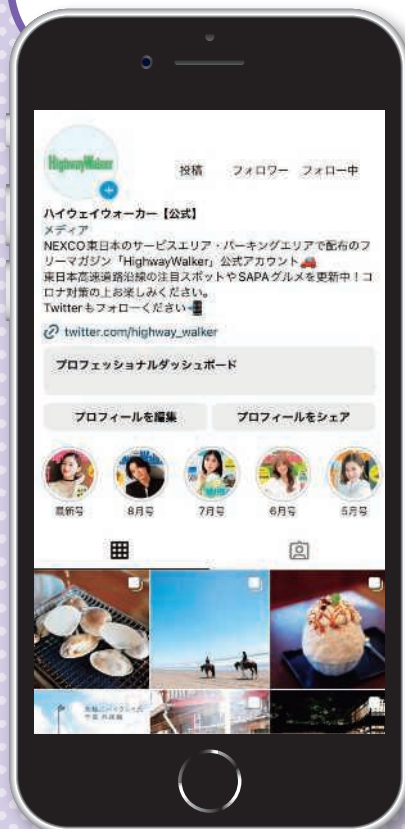 HighwayWalker
投稿 フォロワー フォロー中
ハイウェイウォーカー【公式】
メディア
NEXCO東日本のサービスエリア・パーキングエリアで配布のフ
リーマガジン「HighwayWalker」公式アカウント🚗
東日本高速道路沿線の注目スポットやSAPAグルメを更新中！コ
ロナ対策の上お楽しみください。
Twitterもフォローください📲
twitter.com/highway_walker
プロフェッショナルダッシュボード
プロフィールを編集 プロフィールをシェア
最新号 8月号 7月号 6月号 5月号